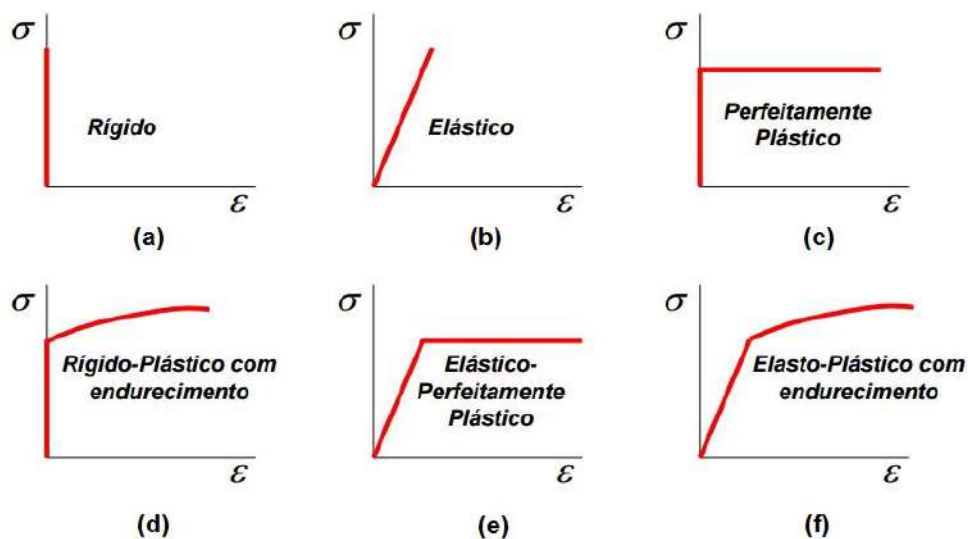 σ
Rígido
ε
(a)
σ
Elástico
ε
(b)
σ
Perfeitamente
Plástico
ε
(c)
σ
Rígido-Plástico com
endurecimento
ε
(d)
σ
Elástico-
Perfeitamente
Plástico
ε
(e)
σ
Elasto-Plástico com
endurecimento
ε
(f)